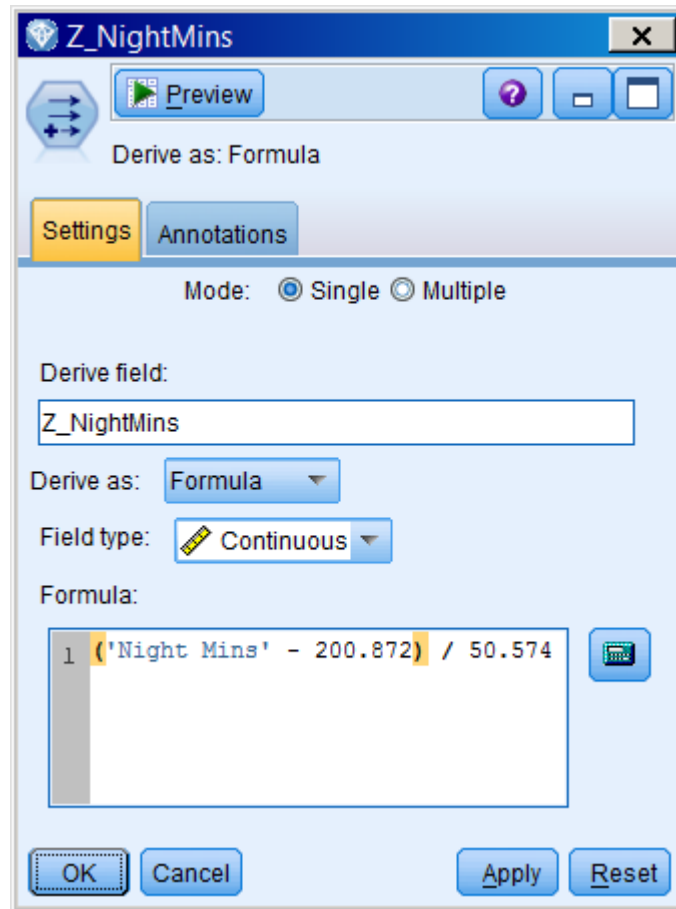 Z_NightMins
Preview
Derive as: Formula
Settings Annotations
Mode: Single Multiple
Derive field:
Z_NightMins
Derive as: Formula
Field type: Continuous
Formula:
1 ('Night Mins' - 200.872) / 50.574
OK Cancel Apply Reset